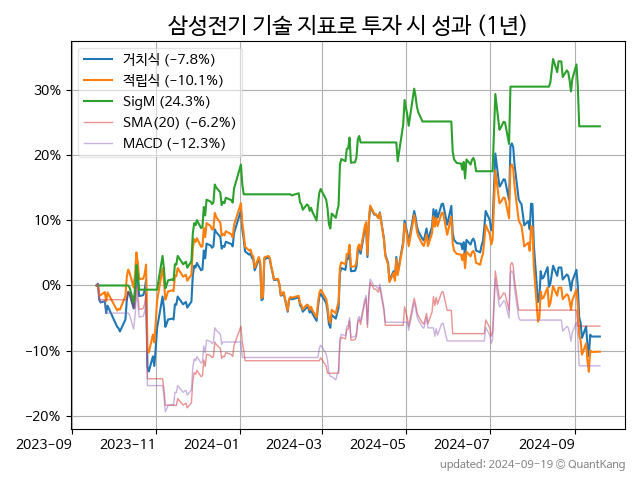 삼성전기 기술 지표로 투자 시 성과 (1년)
거치식 (−7.8%)
적립식 (−10.1%)
SigM (24.3%)
SMA(20) (−6.2%)
MACD (−12.3%)
30%
20%
10%
0%
−10%
−20%
2023-09 2023-11 2024-01 2024-03 2024-05 2024-07 2024-09
updated: 2024-09-19 © QuantKang